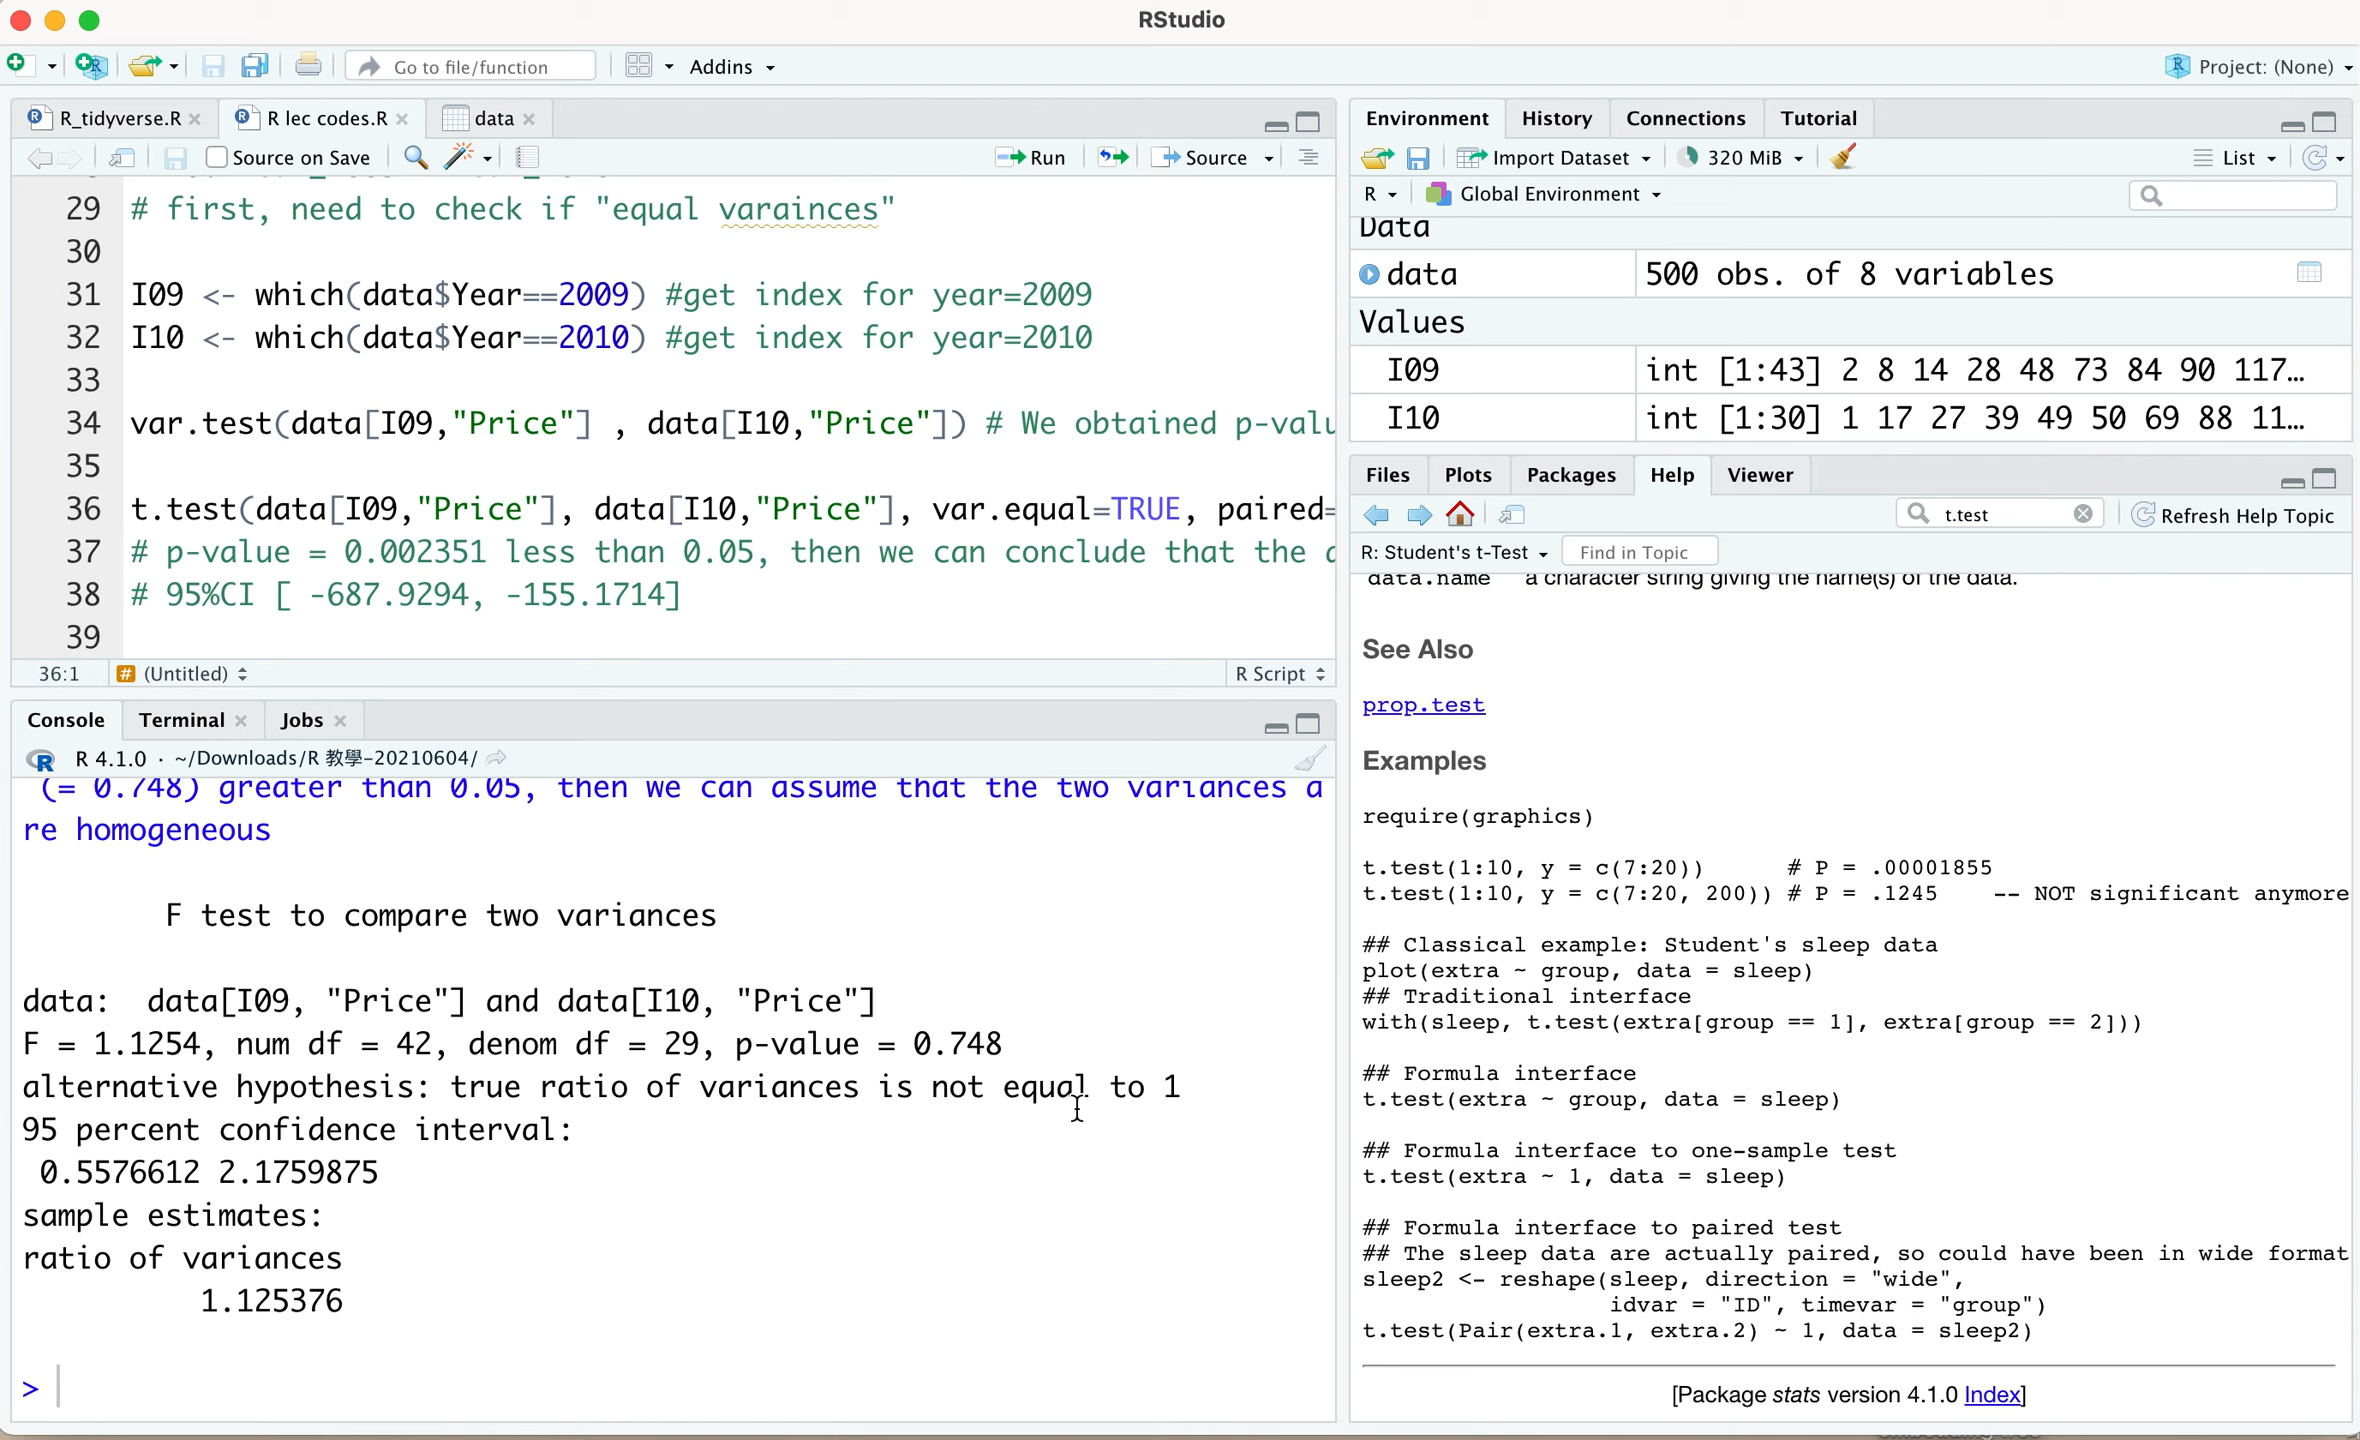 RStudio
Go to file/function
Addins
Project: (None)
R_tidyverse.R
R lec codes.R
data
Source on Save
Run
Source
29 # first, need to check if "equal varainces"
30
31 I09 <- which(data$Year==2009) #get index for year=2009
32 I10 <- which(data$Year==2010) #get index for year=2010
33
34 var.test(data[I09,"Price"] , data[I10,"Price"]) # We obtained p-valu
35
36 t.test(data[I09,"Price"], data[I10,"Price"], var.equal=TRUE, paired=
37 # p-value = 0.002351 less than 0.05, then we can conclude that the
38 # 95%CI [ -687.9294, -155.1714]
39
36:1
(Untitled)
R Script
Console
Terminal
Jobs
R 4.1.0 · ~/Downloads/R 教學-20210604/
(= 0.748) greater than 0.05, then we can assume that the two variances a
re homogeneous
F test to compare two variances
data:  data[I09, "Price"] and data[I10, "Price"]
F = 1.1254, num df = 42, denom df = 29, p-value = 0.748
alternative hypothesis: true ratio of variances is not equal to 1
95 percent confidence interval:
0.5576612 2.1759875
sample estimates:
ratio of variances
1.125376
>
Environment
History
Connections
Tutorial
Import Dataset
320 MiB
List
R
Global Environment
Data
data 500 obs. of 8 variables
Values
I09 int [1:43] 2 8 14 28 48 73 84 90 117…
I10 int [1:30] 1 17 27 39 49 50 69 88 11…
Files
Plots
Packages
Help
Viewer
t.test
Refresh Help Topic
R: Student's t-Test
Find in Topic
data.name a character string giving the name(s) of the data.
See Also
prop.test
Examples
require(graphics)
t.test(1:10, y = c(7:20)) # P = .00001855
t.test(1:10, y = c(7:20, 200)) # P = .1245 -- NOT significant anymore
## Classical example: Student's sleep data
plot(extra ~ group, data = sleep)
## Traditional interface
with(sleep, t.test(extra[group == 1], extra[group == 2]))
## Formula interface
t.test(extra ~ group, data = sleep)
## Formula interface to one-sample test
t.test(extra ~ 1, data = sleep)
## Formula interface to paired test
## The sleep data are actually paired, so could have been in wide format
sleep2 <- reshape(sleep, direction = "wide",
idvar = "ID", timevar = "group")
t.test(Pair(extra.1, extra.2) ~ 1, data = sleep2)
[Package stats version 4.1.0 Index]